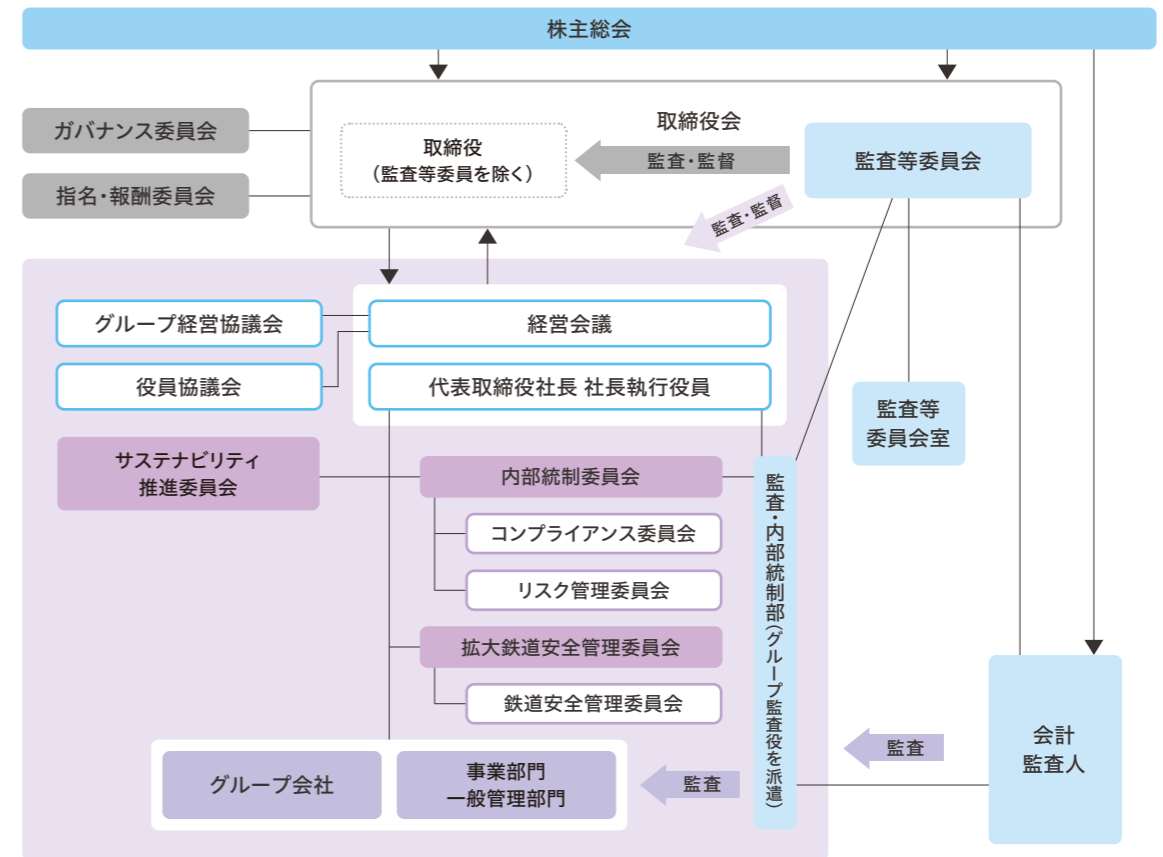 株主総会
ガバナンス委員会
指名・報酬委員会
取締役会
取締役
（監査等委員を除く）
監査・監督
監査等委員会
監査・監督
グループ経営協議会
経営会議
役員協議会
代表取締役社長 社長執行役員
監査等
委員会室
サステナビリティ
推進委員会
内部統制委員会
コンプライアンス委員会
リスク管理委員会
拡大鉄道安全管理委員会
鉄道安全管理委員会
監査・内部統制部（グループ監査役を派遣）
グループ会社
事業部門
一般管理部門
監査
監査
会計
監査人